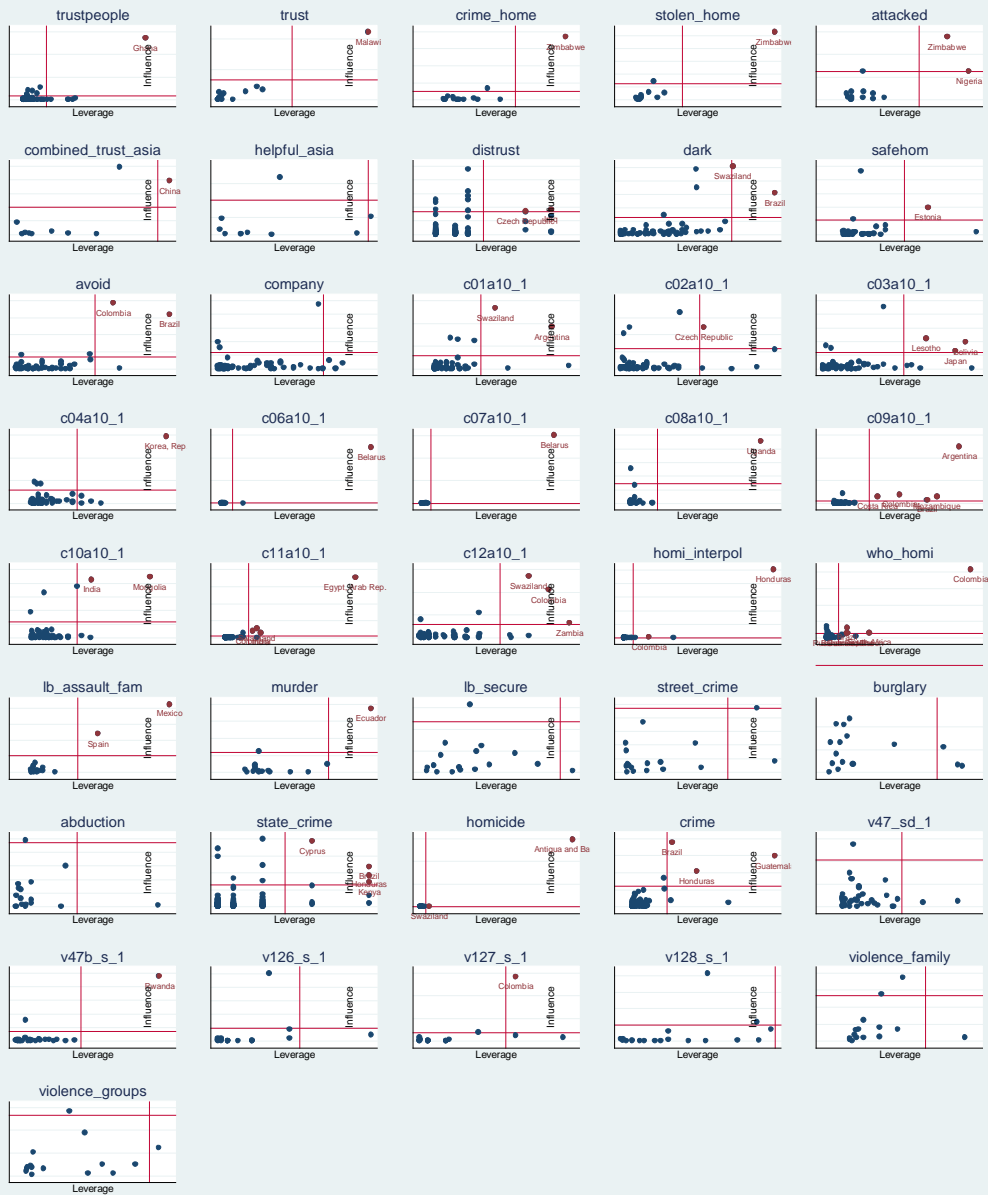 trustpeople
trust
crime_home
stolen_home
attacked
Ghana
Influence
Malawi
Influence
Zimbabwe
Influence
Zimbabwe
Influence
Zimbabwe
Nigeria
Leverage
Leverage
Leverage
Leverage
Leverage
combined_trust_asia
helpful_asia
distrust
dark
safehom
China
Influence
Influence
Czech Republic
Influence
Swaziland
Brazil
Influence
Estonia
Leverage
Leverage
Leverage
Leverage
Leverage
avoid
company
c01a10_1
c02a10_1
c03a10_1
Colombia
Brazil
Influence
Influence
Swaziland
Argentina
Influence
Czech Republic
Influence
Lesotho
Bolivia
Japan
Leverage
Leverage
Leverage
Leverage
Leverage
c04a10_1
c06a10_1
c07a10_1
c08a10_1
c09a10_1
Korea, Rep
Influence
Belarus
Influence
Belarus
Influence
Uganda
Influence
Argentina
Costa Rica
Colombia
Mozambique
Brazil
Leverage
Leverage
Leverage
Leverage
Leverage
c10a10_1
c11a10_1
c12a10_1
homi_interpol
who_homi
India
Mongolia
Influence
Egypt, Arab Rep.
Influence
Swaziland
Colombia
Zambia
Influence
Honduras
Colombia
Influence
Colombia
Leverage
Leverage
Leverage
Leverage
Leverage
lb_assault_fam
murder
lb_secure
street_crime
burglary
Mexico
Spain
Influence
Ecuador
Influence
Influence
Influence
Leverage
Leverage
Leverage
Leverage
Leverage
abduction
state_crime
homicide
crime
v47_sd_1
Influence
Cyprus
Brazil
Honduras
Kenya
Influence
Antigua and Ba
Swaziland
Influence
Brazil
Honduras
Guatemal
Influence
Leverage
Leverage
Leverage
Leverage
Leverage
v47b_s_1
v126_s_1
v127_s_1
v128_s_1
violence_family
Rwanda
Influence
Influence
Colombia
Influence
Influence
Leverage
Leverage
Leverage
Leverage
Leverage
violence_groups
Leverage